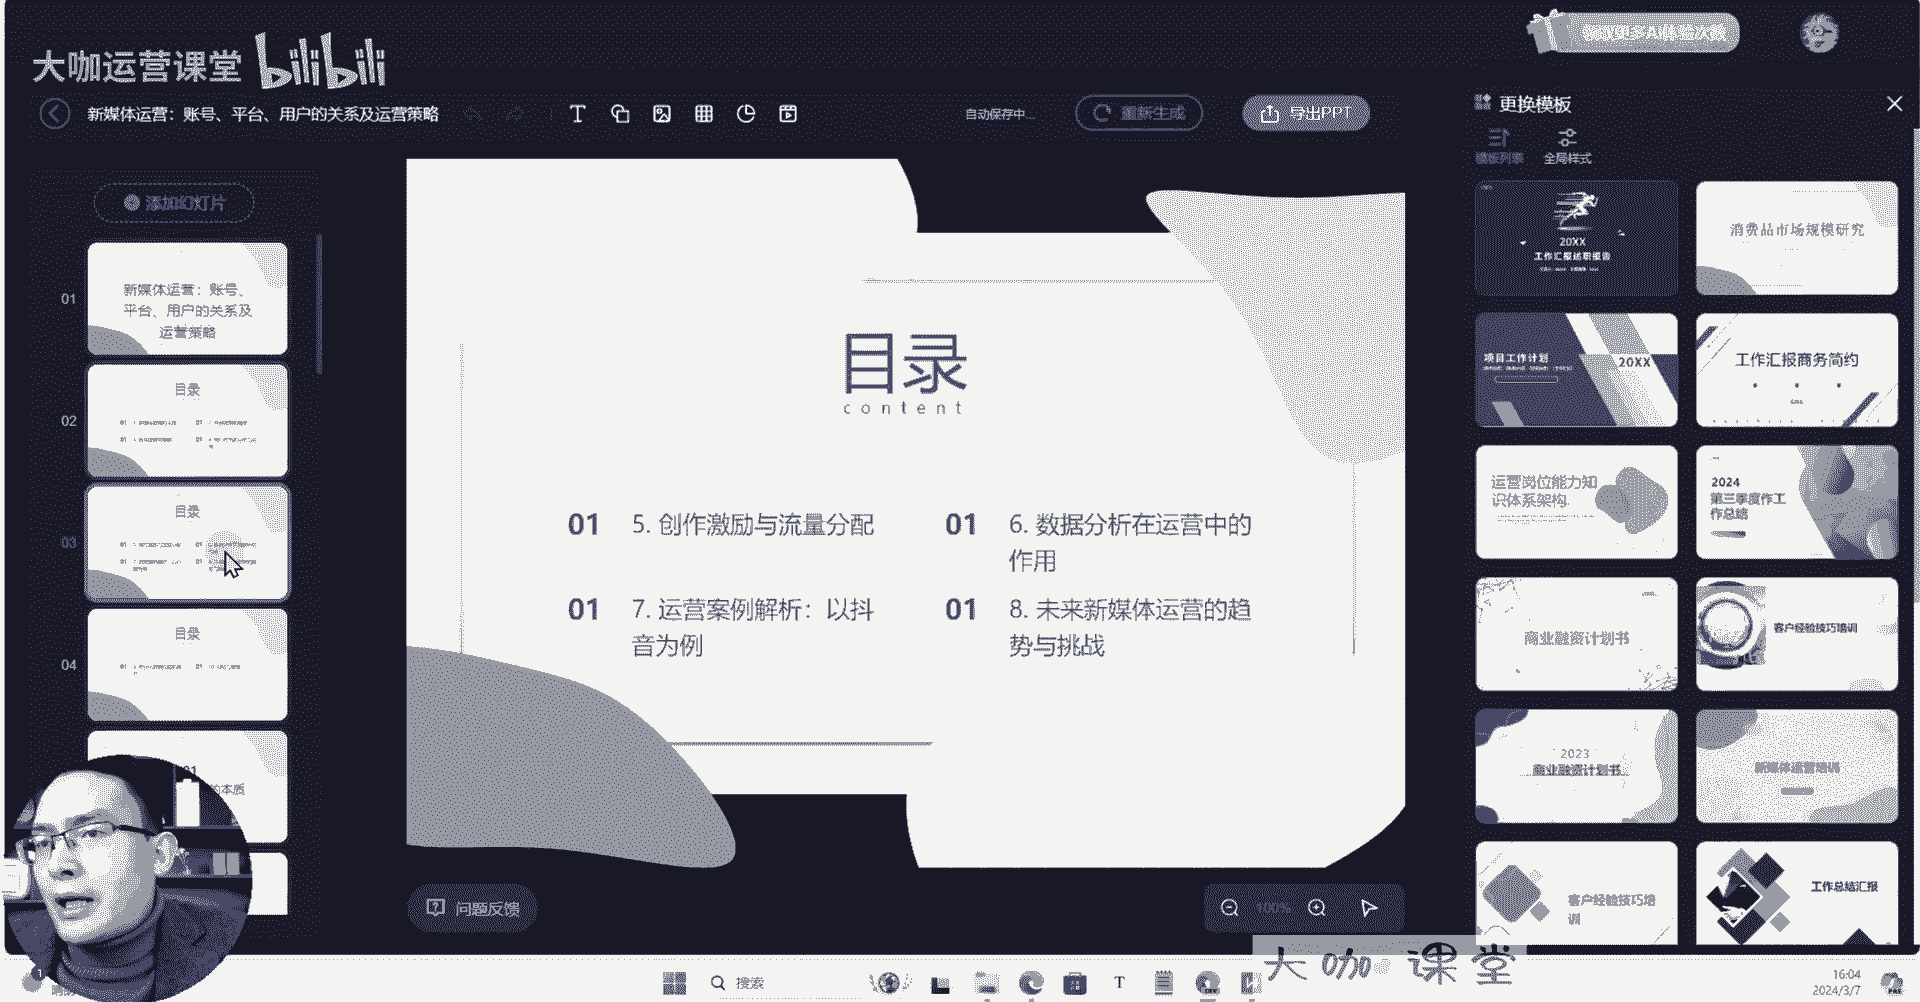 大咖运营课堂 bilibili
领取更多AI体验次数
新媒体运营：账号、平台、用户的关系及运营策略
自动保存中...
重新生成
导出PPT
更换模板
模板列表
全局样式
添加幻灯片
01
新媒体运营：账号、
平台、用户的关系及
运营策略
02
目录
03
目录
04
目录
的本质
目录
content
01 5. 创作激励与流量分配
01 6. 数据分析在运营中的
作用
01 7. 运营案例解析：以抖
音为例
01 8. 未来新媒体运营的趋
势与挑战
问题反馈
100%
20XX
工作汇报述职报告
消费品市场规模研究
项目工作计划
20XX
工作汇报商务简约
运营岗位能力知
识体系架构.
2024
第三季度作工
作总结
商业融资计划书
客户经验技巧培训
2023
商业融资计划书
新媒体运营培训
客户经验技巧培
训
工作总结汇报
大咖课堂
搜索
16:04
2024/3/7